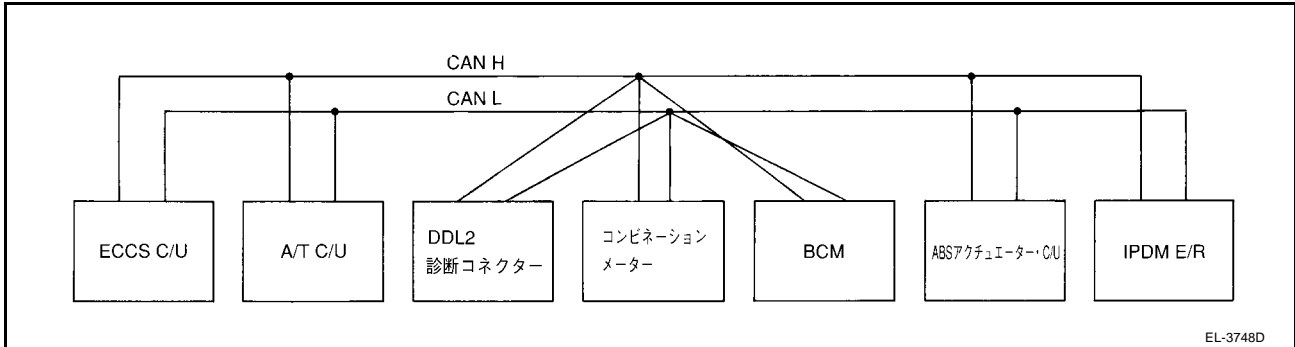 CAN H
CAN L
ECCS C/U
A/T C/U
DDL2
診断コネクター
コンビネーション
メーター
BCM
ABSアクチュエーター・C/U
IPDM E/R
EL-3748D